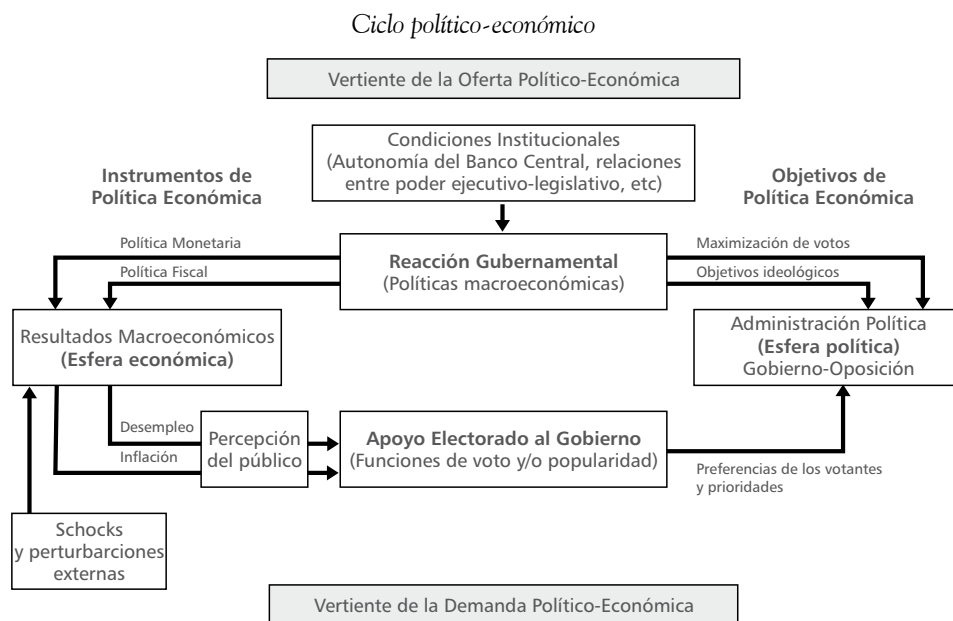 Ciclo político-económico
Vertiente de la Oferta Político-Económica
Condiciones Institucionales
(Autonomía del Banco Central, relaciones
entre poder ejecutivo-legislativo, etc)
Instrumentos de
Política Económica
Objetivos de
Política Económica
Política Monetaria
Política Fiscal
Reacción Gubernamental
(Políticas macroeconómicas)
Maximización de votos
Objetivos ideológicos
Resultados Macroeconómicos
(Esfera económica)
Administración Política
(Esfera política)
Gobierno-Oposición
Desempleo
Inflación
Percepción
del público
Apoyo Electorado al Gobierno
(Funciones de voto y/o popularidad)
Preferencias de los votantes
y prioridades
Schocks
y perturbarciones
externas
Vertiente de la Demanda Político-Económica